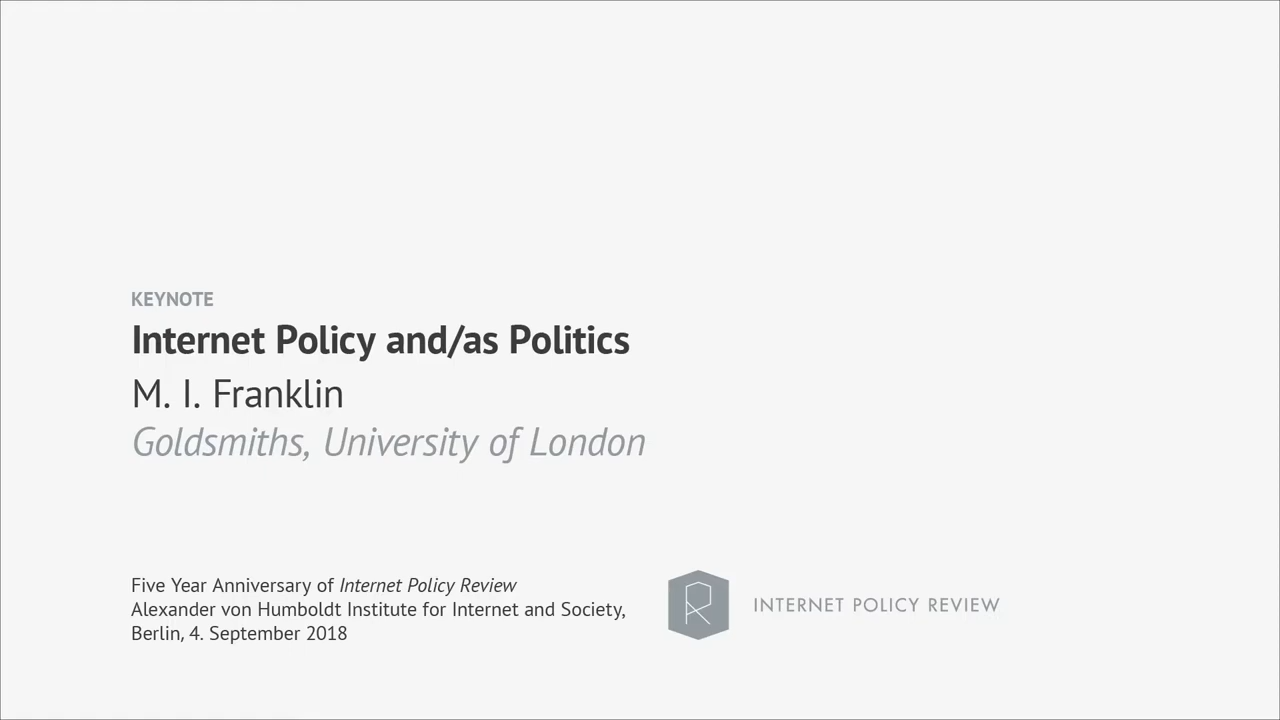 KEYNOTE
Internet Policy and/as Politics
M. I. Franklin
Goldsmiths, University of London
Five Year Anniversary of Internet Policy Review
Alexander von Humboldt Institute for Internet and Society,
Berlin, 4. September 2018
R
INTERNET POLICY REVIEW